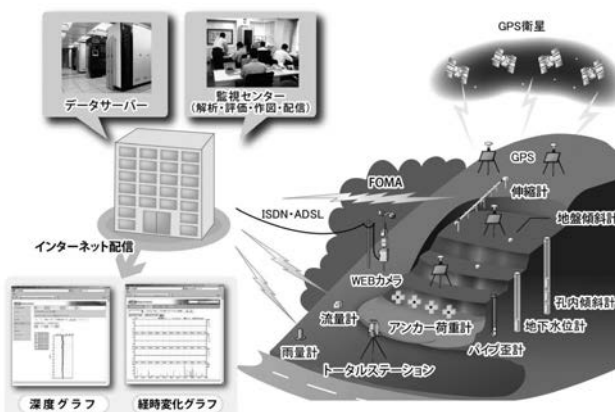 GPS衛星
データサーバー
監視センター
(解析・評価・作図・配信)
GPS
FOMA
伸縮計
ISDN・ADSL
地盤傾斜計
インターネット配信
WEBカメラ
孔内傾斜計
流量計
アンカー荷重計
地下水位計
雨量計
パイプ歪計
トータルステーション
深度グラフ
経時変化グラフ